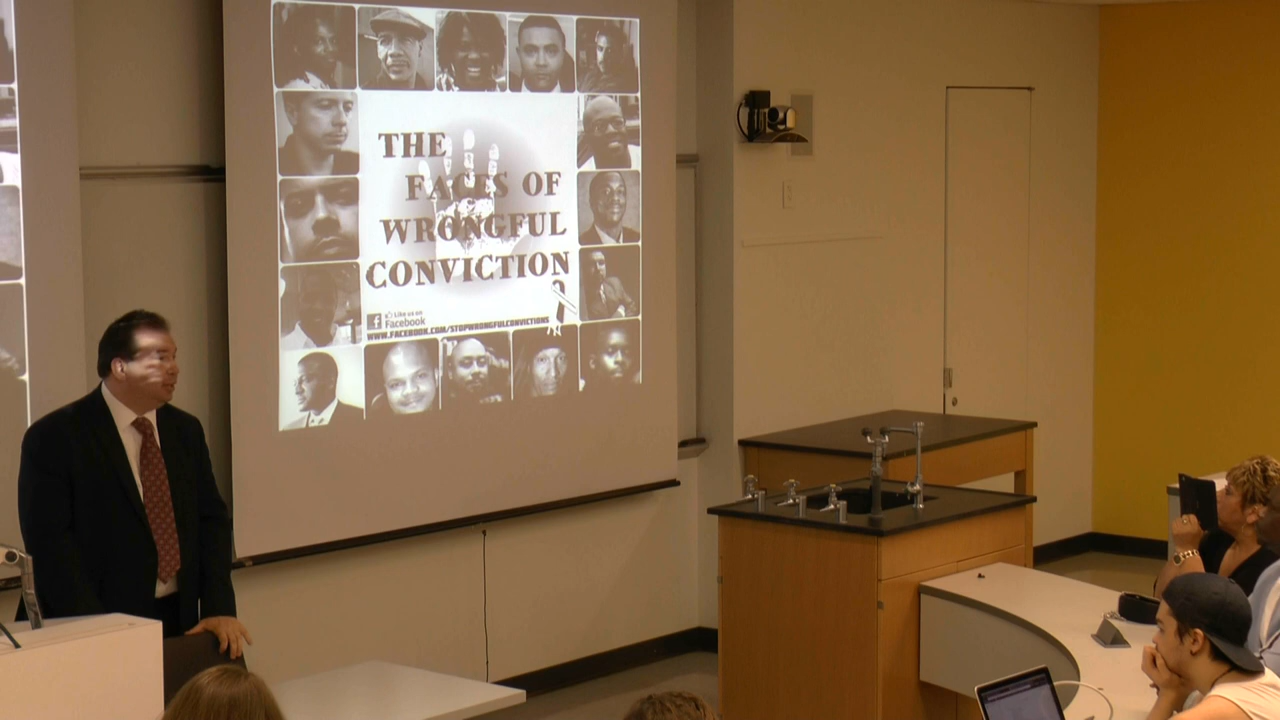 THE
FACES OF
WRONGFUL
CONVICTION
Like us on
Facebook
WWW.FACEBOOK.COM/STOPWRONGFULCONVICTIONS